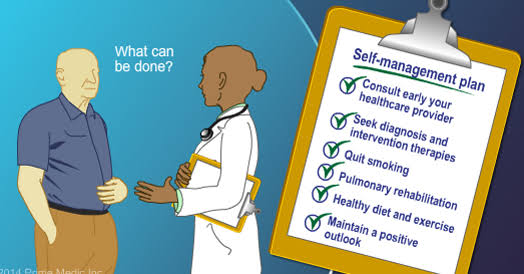 What can
be done?
Self-management plan
Consult early your
healthcare provider
Seek diagnosis and
intervention therapies
Quit smoking
Pulmonary rehabilitation
Healthy diet and exercise
Maintain a positive
outlook
2014 Prime Medic Inc